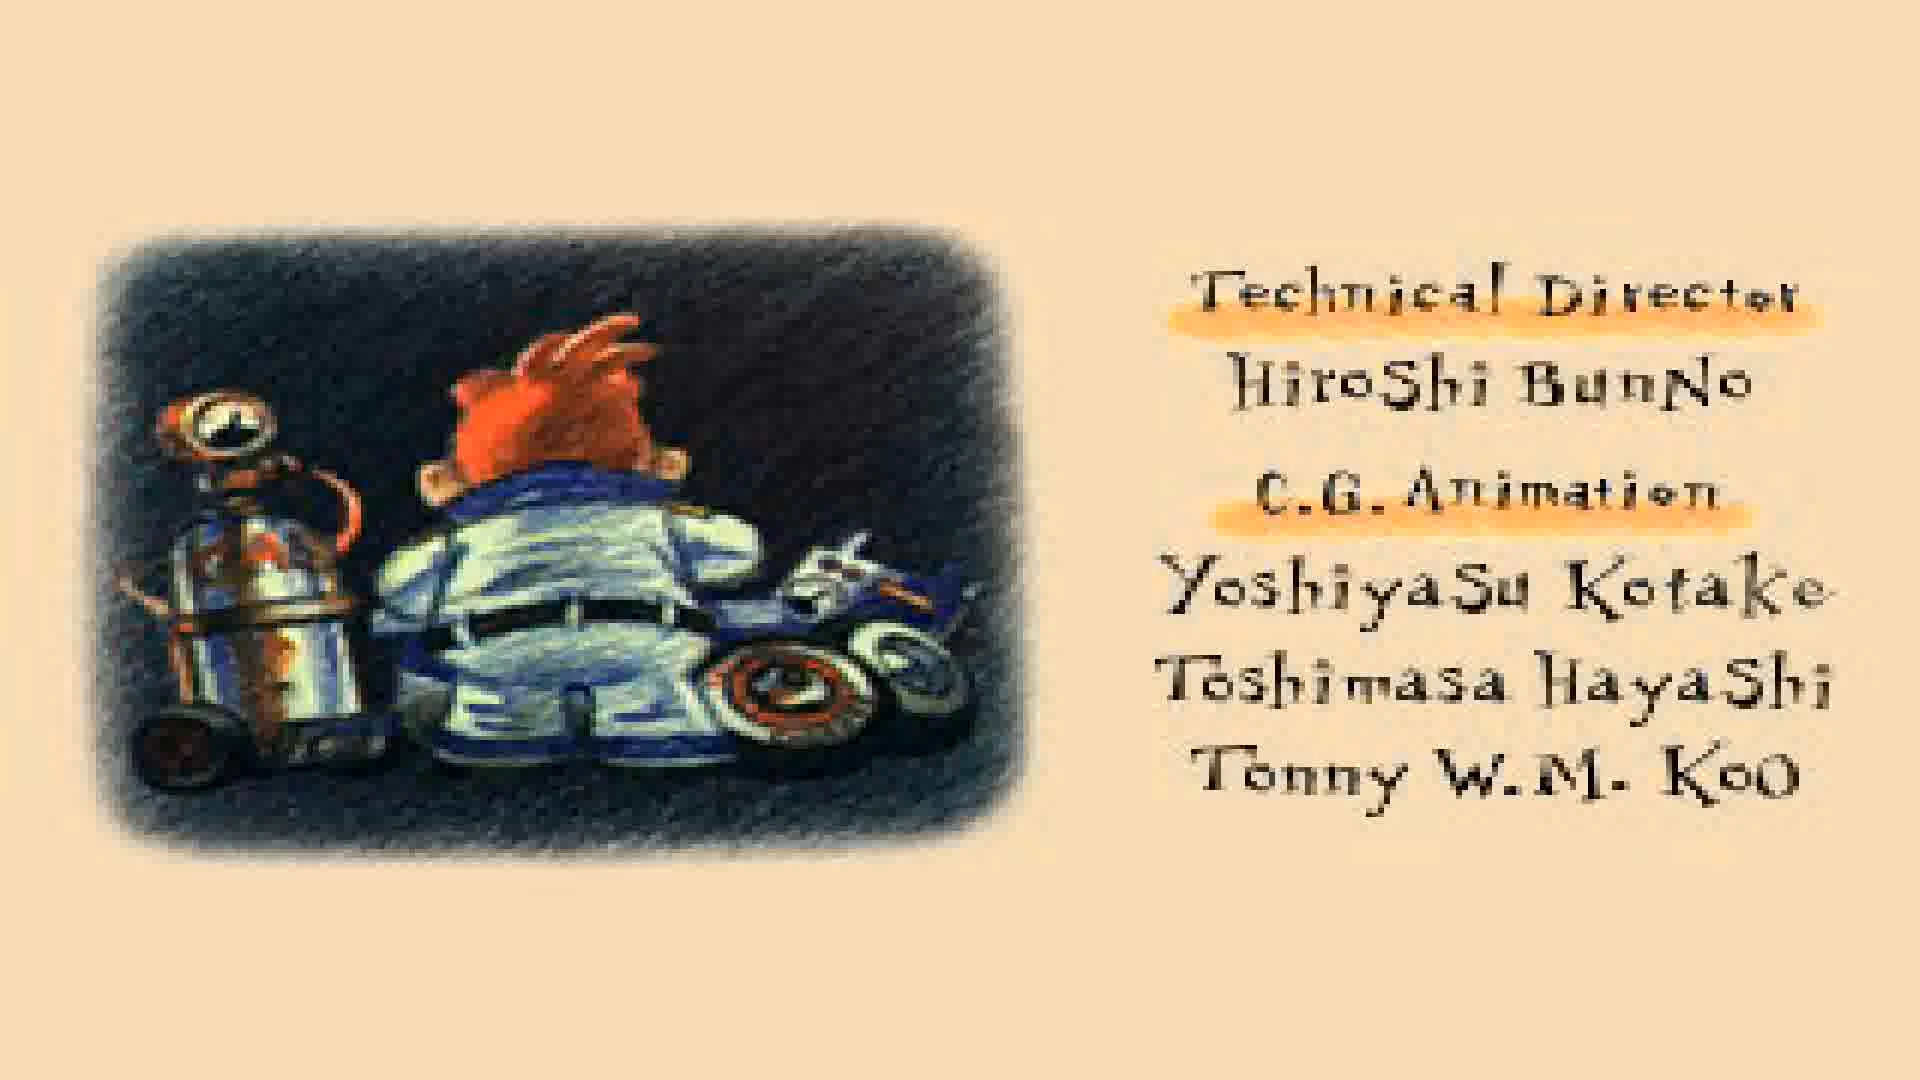 Technical Director
HiroShi BunNo
C.G. Animation
YoshiyaSu Kotake
Toshimasa HayaShi
Tonny W.M. KoO